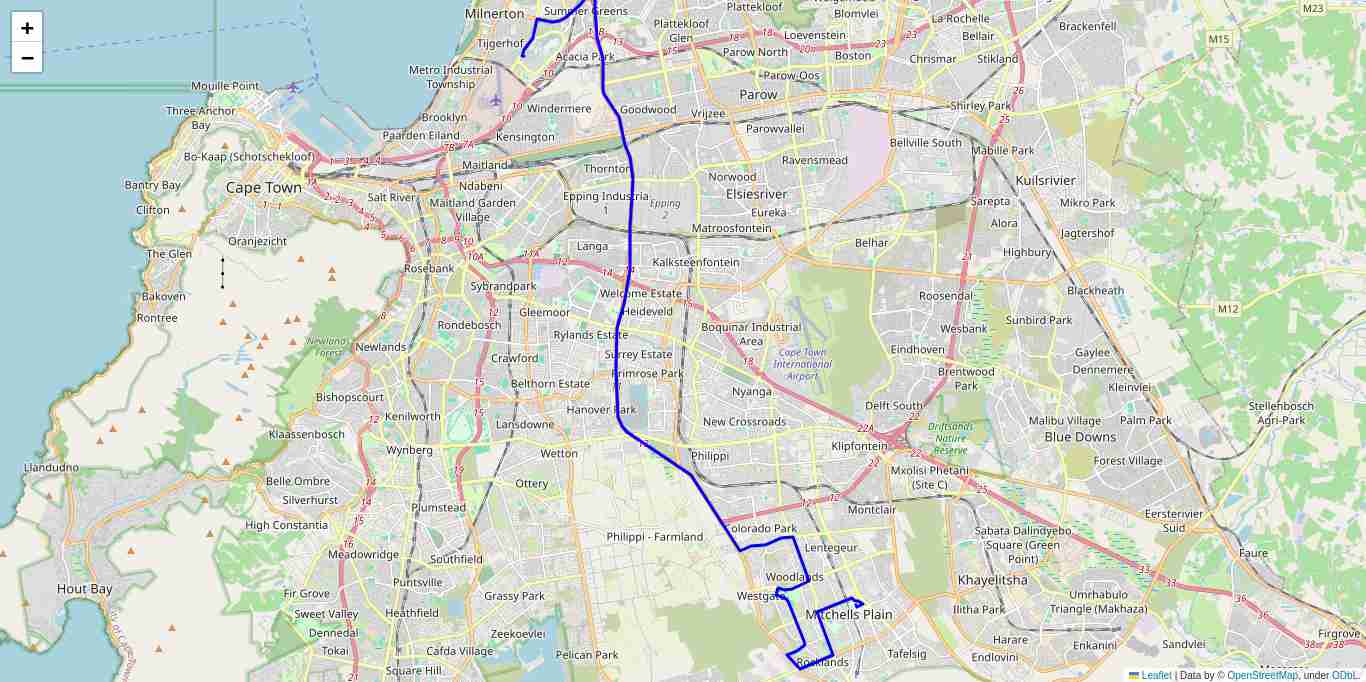 +
−
Milnerton
Summer Greens
Plattekloof
Plattekloof
Glen
Welgemoed
Blomvlei
La Rochelle
Bellair
Brackenfell
M23
M15
Tijgerhof
Acacia Park
Loevenstein
Parow North
Boston
Chrismar
Stikland
Metro Industrial
Township
Parow-Oos
Parow
Mouille Point
Three Anchor
Bay
Windermere
Goodwood
Vrijzee
Shirley Park
Brooklyn
Paarden Eiland
Kensington
Parowvallei
Bellville South
Mabille Park
Bo-Kaap (Schotschekloof)
Maitland
Thornton
Ravensmead
Bantry Bay
Cape Town
Salt River
Ndabeni
Norwood
Elsiesriver
Kuilsrivier
Clifton
Maitland Garden
Village
Epping Industria
1
Epping
2
Eureka
Sarepta
Mikro Park
Matroosfontein
Alora
Jagtershof
The Glen
Oranjezicht
Langa
Belhar
Highbury
Rosebank
Kalksteenfontein
Bakoven
Sybrandpark
Welcome Estate
Roosendal
Blackheath
Rontree
Gleemoor
Heideveld
M12
Rondebosch
Rylands Estate
Boquinar Industrial
Area
Wesbank
Sunbird Park
Newlands
Forest
Newlands
Crawford
Surrey Estate
Cape Town
International
Airport
Eindhoven
Gaylee
Dennemere
Primrose Park
Brentwood
Park
Kleinvlei
Bishopscourt
Belthorn Estate
Nyanga
Hanover Park
Delft South
Stellenbosch
Agri-Park
Kenilworth
Lansdowne
New Crossroads
Malibu Village
Palm Park
Klaassenbosch
Driftsands
Nature
Reserve
Blue Downs
Wynberg
Wetton
Philippi
Klipfontein
Forest Village
Llandudno
Belle Ombre
Ottery
Mxolisi Phetani
(Site C)
Silverhurst
Plumstead
Montclair
Eersterivier
Suid
High Constantia
Colorado Park
Sabata Dalindyebo
Square (Green
Point)
Philippi - Farmland
Lentegeur
Meadowridge
Southfield
Faure
Hout Bay
Puntsville
Woodlands
Khayelitsha
Fir Grove
Grassy Park
Westgate
Umrhabulo
Triangle (Makhaza)
Sweet Valley
Heathfield
Mitchells Plain
Ilitha Park
Dennedal
Zeekoevlei
Harare
Firgrove
Tokai
Cafda Village
Pelican Park
Tafelsig
Endlovini
Enkanini
Sandvlei
Square Hill
Rocklands
Leaflet | Data by © OpenStreetMap, under ODbL.